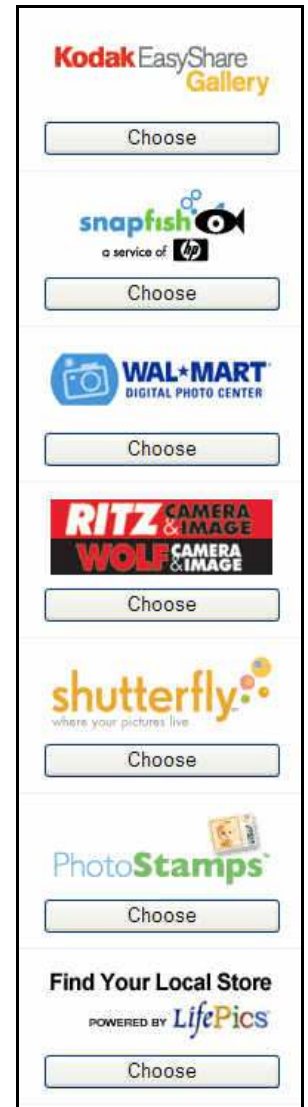 Kodak EasyShare
Gallery
Choose
snapfish
a service of hp
Choose
WAL★MART
DIGITAL PHOTO CENTER
Choose
RITZ CAMERA & IMAGE
WOLF CAMERA & IMAGE
Choose
shutterfly
where your pictures live
Choose
PhotoStamps
Choose
Find Your Local Store
POWERED BY LifePics
Choose